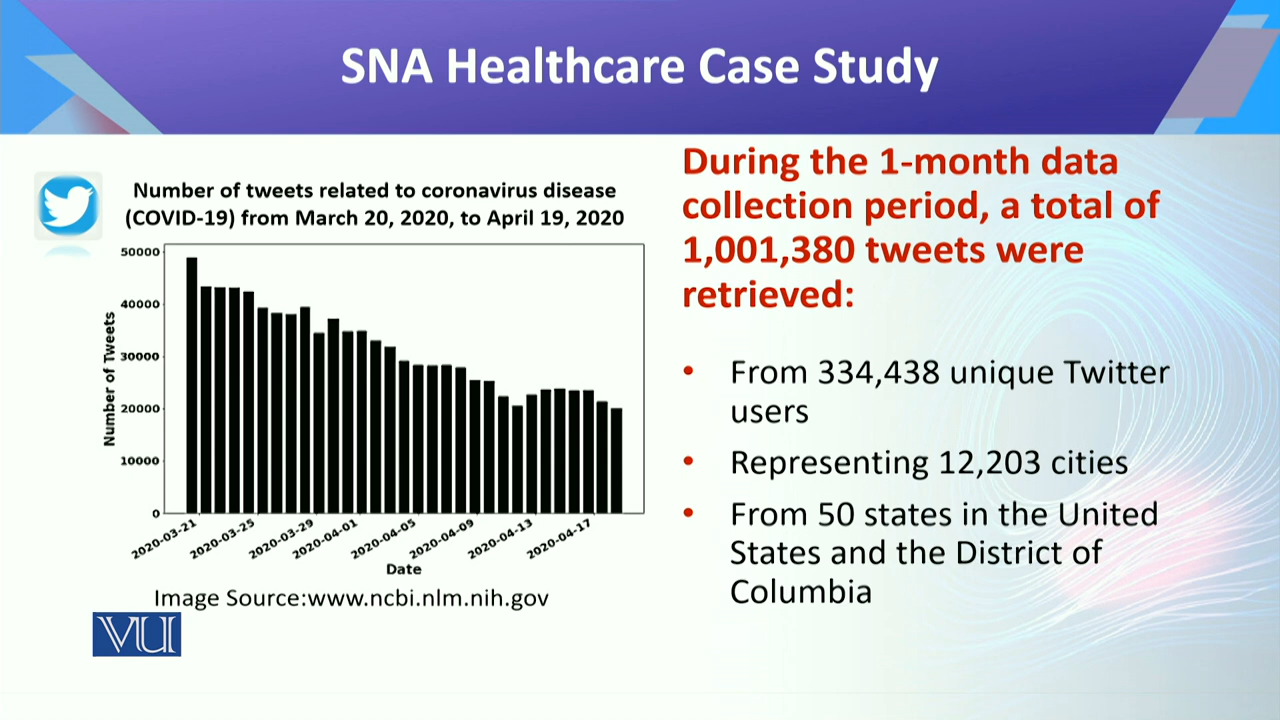 SNA Healthcare Case Study
Number of tweets related to coronavirus disease
(COVID-19) from March 20, 2020, to April 19, 2020
50000
40000
30000
20000
10000
0
Number of Tweets
2020-03-21
2020-03-25
2020-03-29
2020-04-01
2020-04-05
2020-04-09
2020-04-13
2020-04-17
Date
Image Source:www.ncbi.nlm.nih.gov
VU
During the 1-month data
collection period, a total of
1,001,380 tweets were
retrieved:
• From 334,438 unique Twitter
users
• Representing 12,203 cities
• From 50 states in the United
States and the District of
Columbia